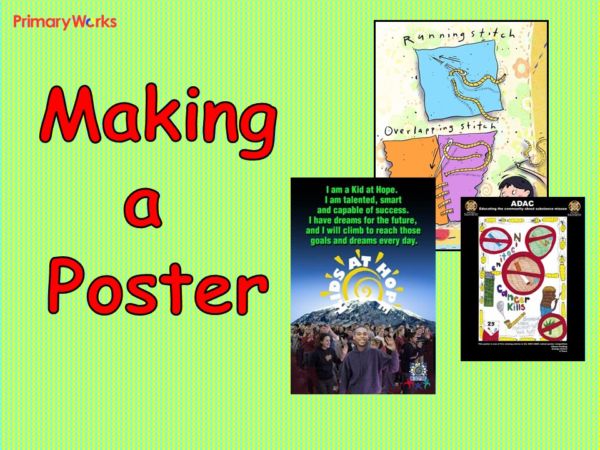 PrimaryWorks
Making
a
Poster
Running stitch
Overlapping stitch
I am a Kid at Hope.
I am talented, smart
and capable of success.
I have dreams for the future,
and I will climb to reach those
goals and dreams every day.
KIDS AT HOPE
ADAC
Educating the community about substance misuse
Cancer
Kills
25